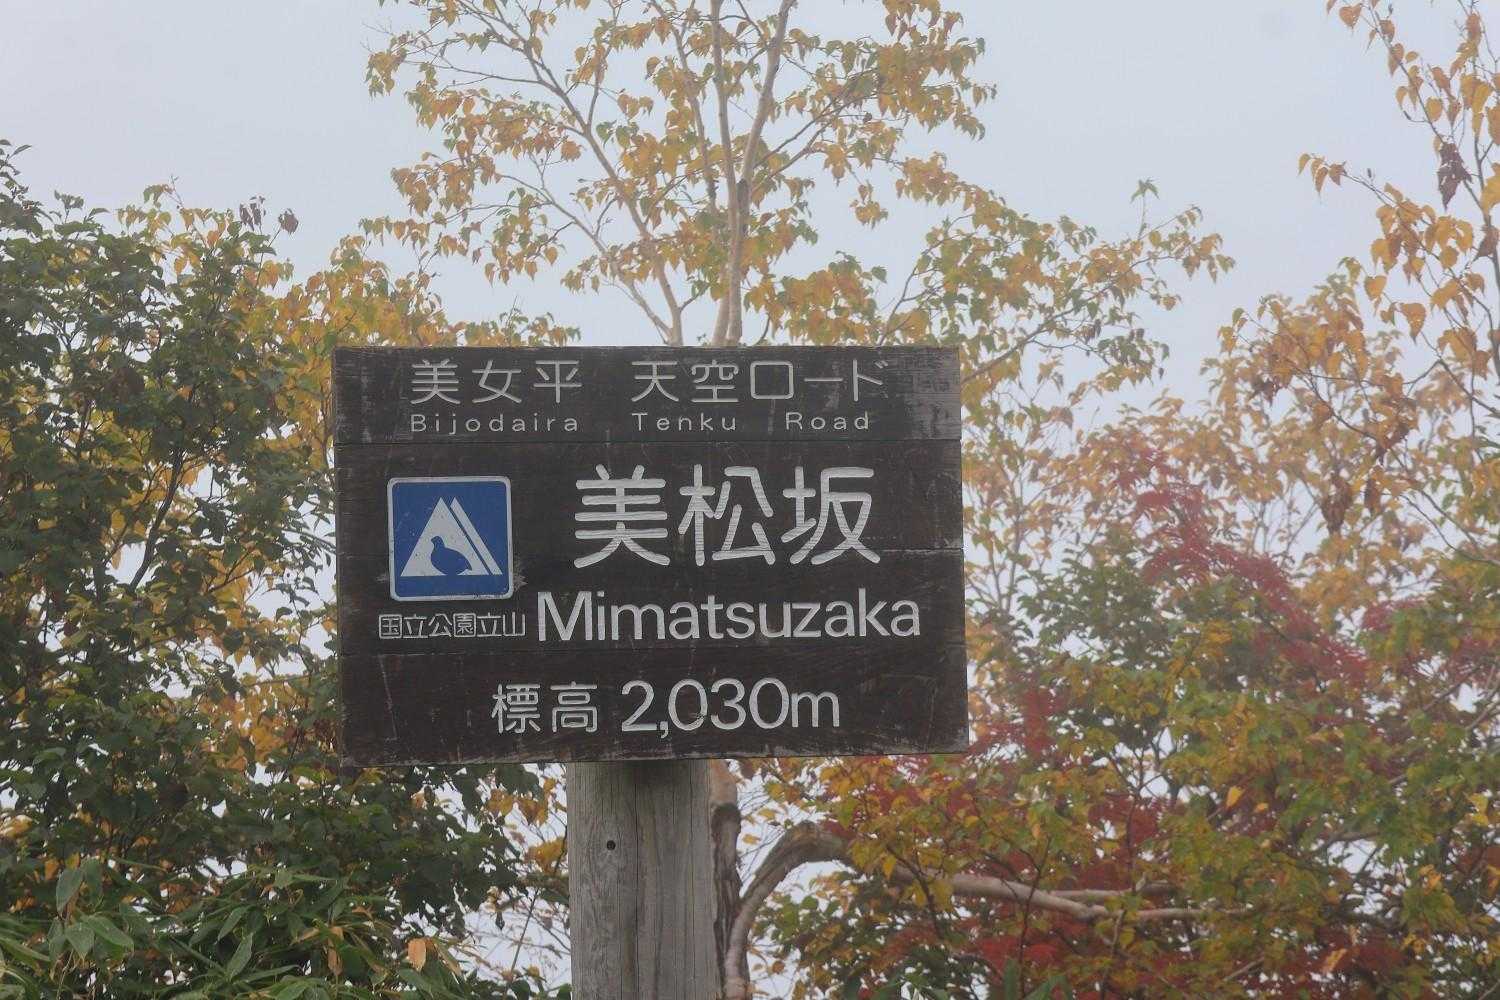 美女平 天空ロード
Bijodaira Tenku Road
美松坂
国立公園立山
Mimatsuzaka
標高 2,030m